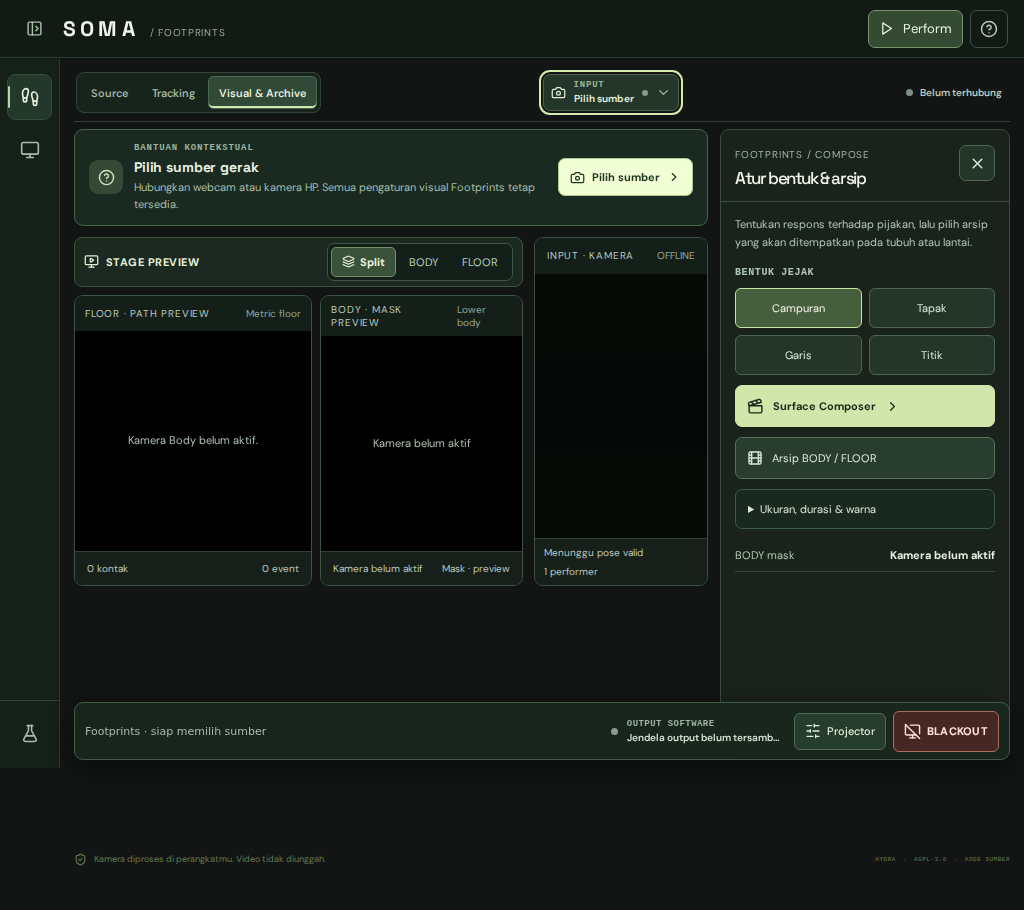 SOMA / FOOTPRINTS
Perform
Source
Tracking
Visual & Archive
INPUT
Pilih sumber
Belum terhubung
BANTUAN KONTEKSTUAL
Pilih sumber gerak
Hubungkan webcam atau kamera HP. Semua pengaturan visual Footprints tetap
tersedia.
Pilih sumber
STAGE PREVIEW
Split
BODY
FLOOR
FLOOR · PATH PREVIEW
Metric floor
Kamera Body belum aktif.
0 kontak
0 event
BODY · MASK
PREVIEW
Lower
body
Kamera belum aktif
Kamera belum aktif
Mask · preview
INPUT · KAMERA
OFFLINE
Menunggu pose valid
1 performer
FOOTPRINTS / COMPOSE
Atur bentuk & arsip
Tentukan respons terhadap pijakan, lalu pilih arsip
yang akan ditempatkan pada tubuh atau lantai.
BENTUK JEJAK
Campuran
Tapak
Garis
Titik
Surface Composer
Arsip BODY / FLOOR
Ukuran, durasi & warna
BODY mask
Kamera belum aktif
Footprints · siap memilih sumber
OUTPUT SOFTWARE
Jendela output belum tersamb...
Projector
BLACKOUT
Kamera diproses di perangkatmu. Video tidak diunggah.
HYDRA · AGPL-3.0 · KODE SUMBER